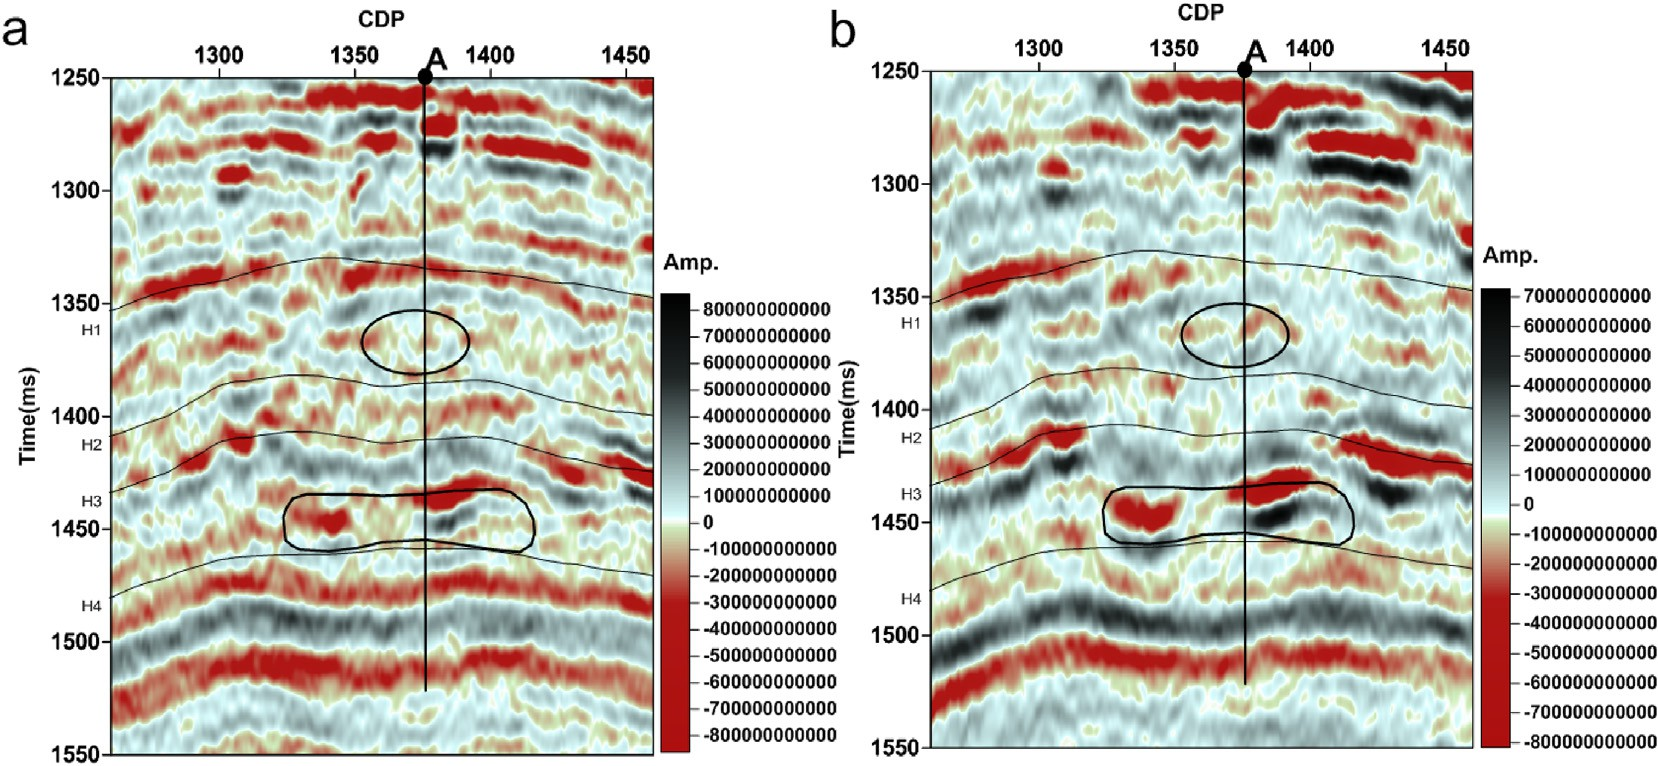 a
CDP
1300 1350 1400 1450
A
1250
1300
1350
1400
1450
1500
1550
Time(ms)
H1
H2
H3
H4
Amp.
800000000000
700000000000
600000000000
500000000000
400000000000
300000000000
200000000000
100000000000
0
-100000000000
-200000000000
-300000000000
-400000000000
-500000000000
-600000000000
-700000000000
-800000000000
b
CDP
1300 1350 1400 1450
A
1250
1300
1350
1400
1450
1500
1550
Time(ms)
H1
H2
H3
H4
Amp.
700000000000
600000000000
500000000000
400000000000
300000000000
200000000000
100000000000
0
-100000000000
-200000000000
-300000000000
-400000000000
-500000000000
-600000000000
-700000000000
-800000000000